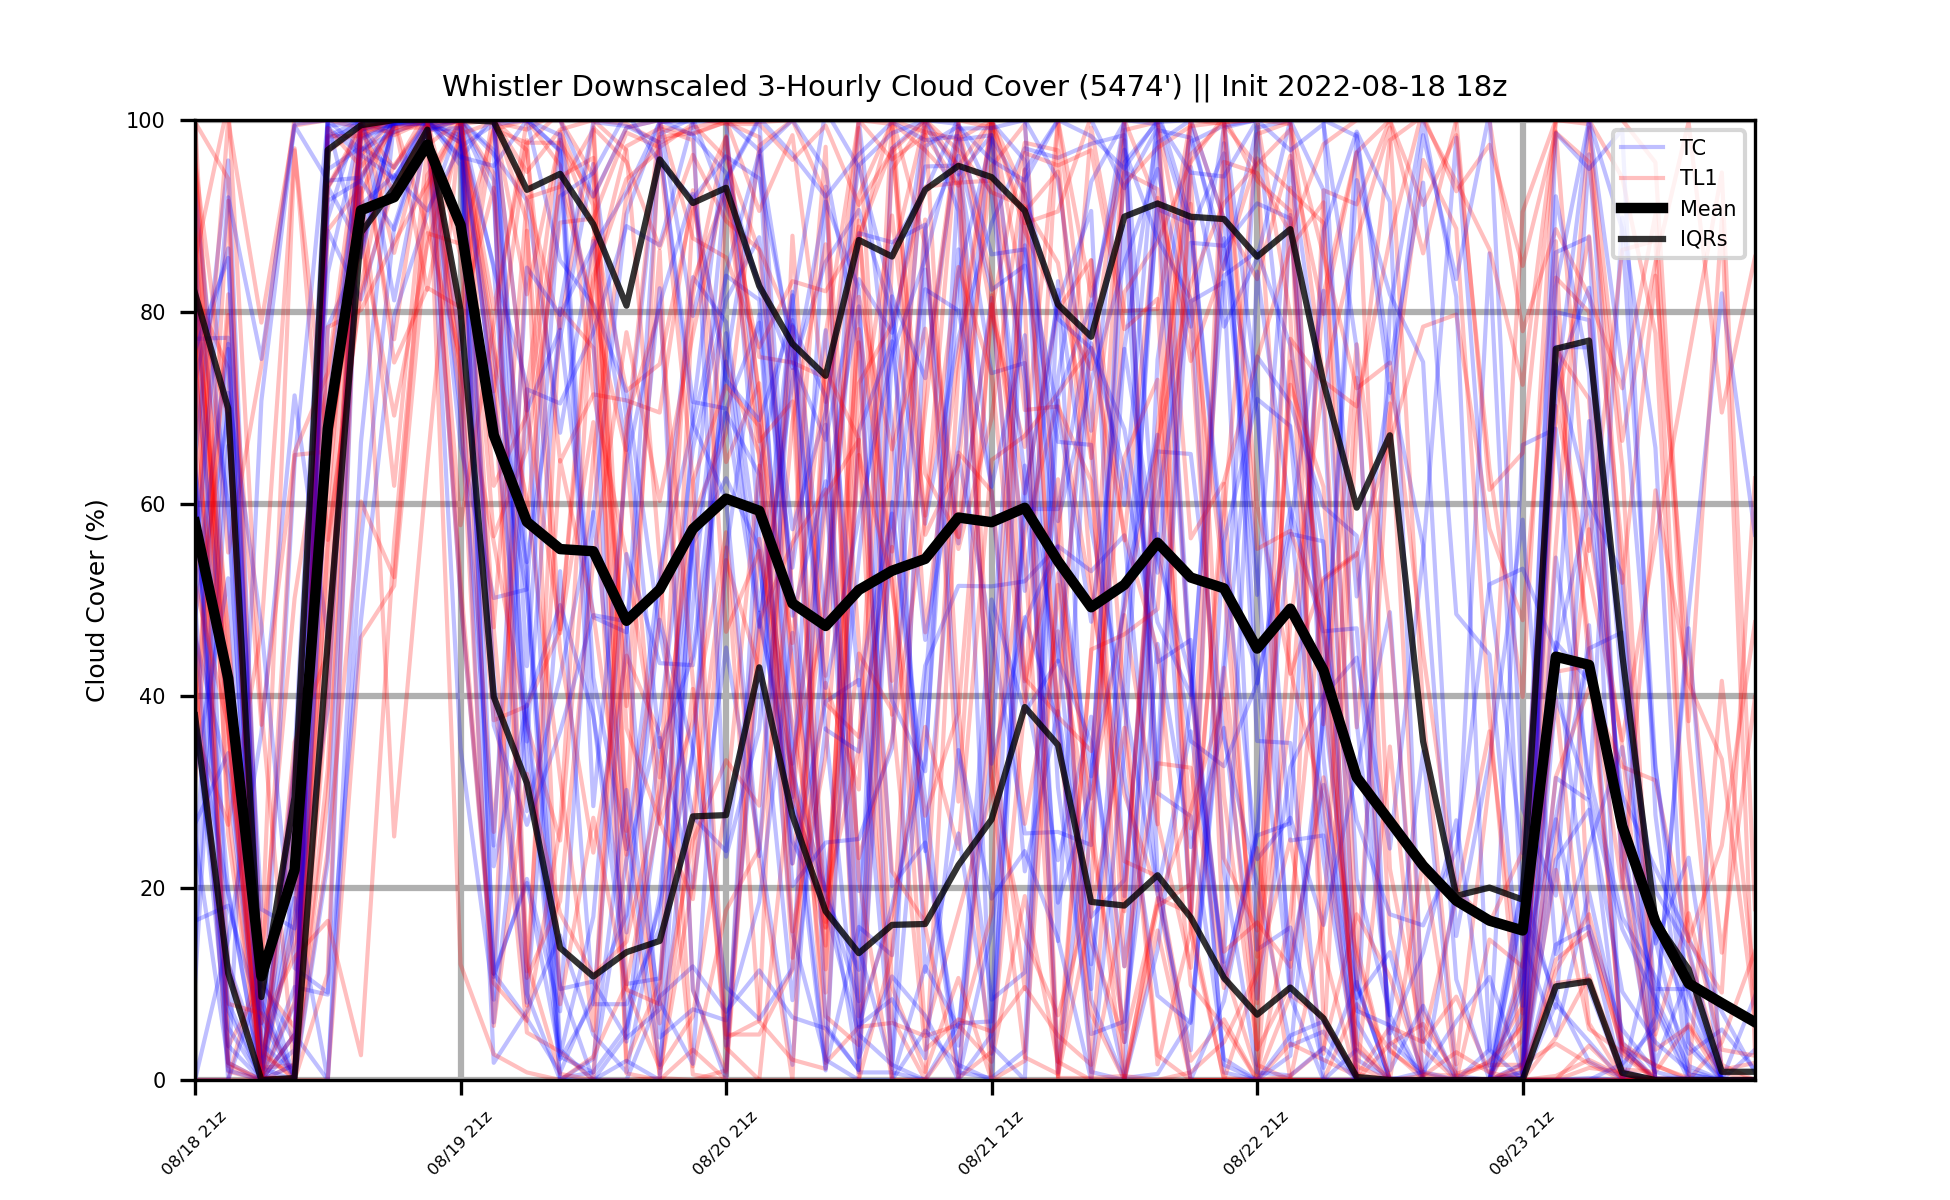 Whistler Downscaled 3-Hourly Cloud Cover (5474') || Init 2022-08-18 18z
Cloud Cover (%)
100
80
60
40
20
0
TC
TL1
Mean
IQRs
08/18 21z
08/19 21z
08/20 21z
08/21 21z
08/22 21z
08/23 21z